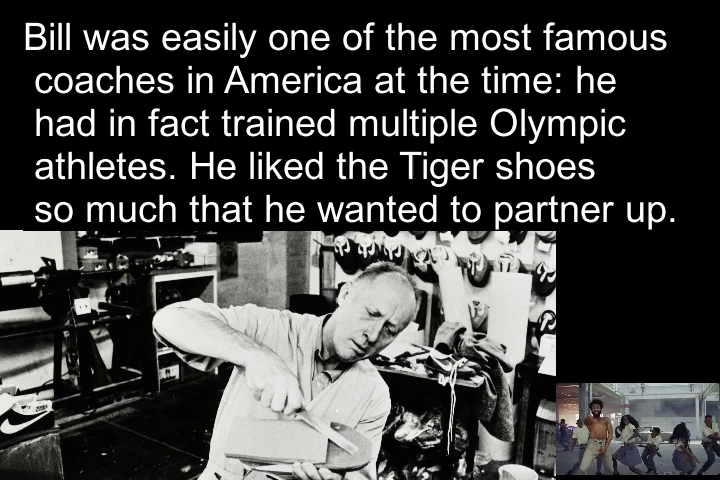 Bill was easily one of the most famous
coaches in America at the time: he
had in fact trained multiple Olympic
athletes. He liked the Tiger shoes
so much that he wanted to partner up.